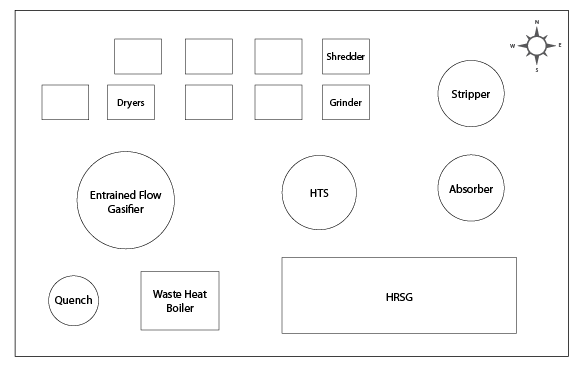 N
W
E
S
Shredder
Dryers
Grinder
Stripper
Entrained Flow
Gasifier
HTS
Absorber
Quench
Waste Heat
Boiler
HRSG